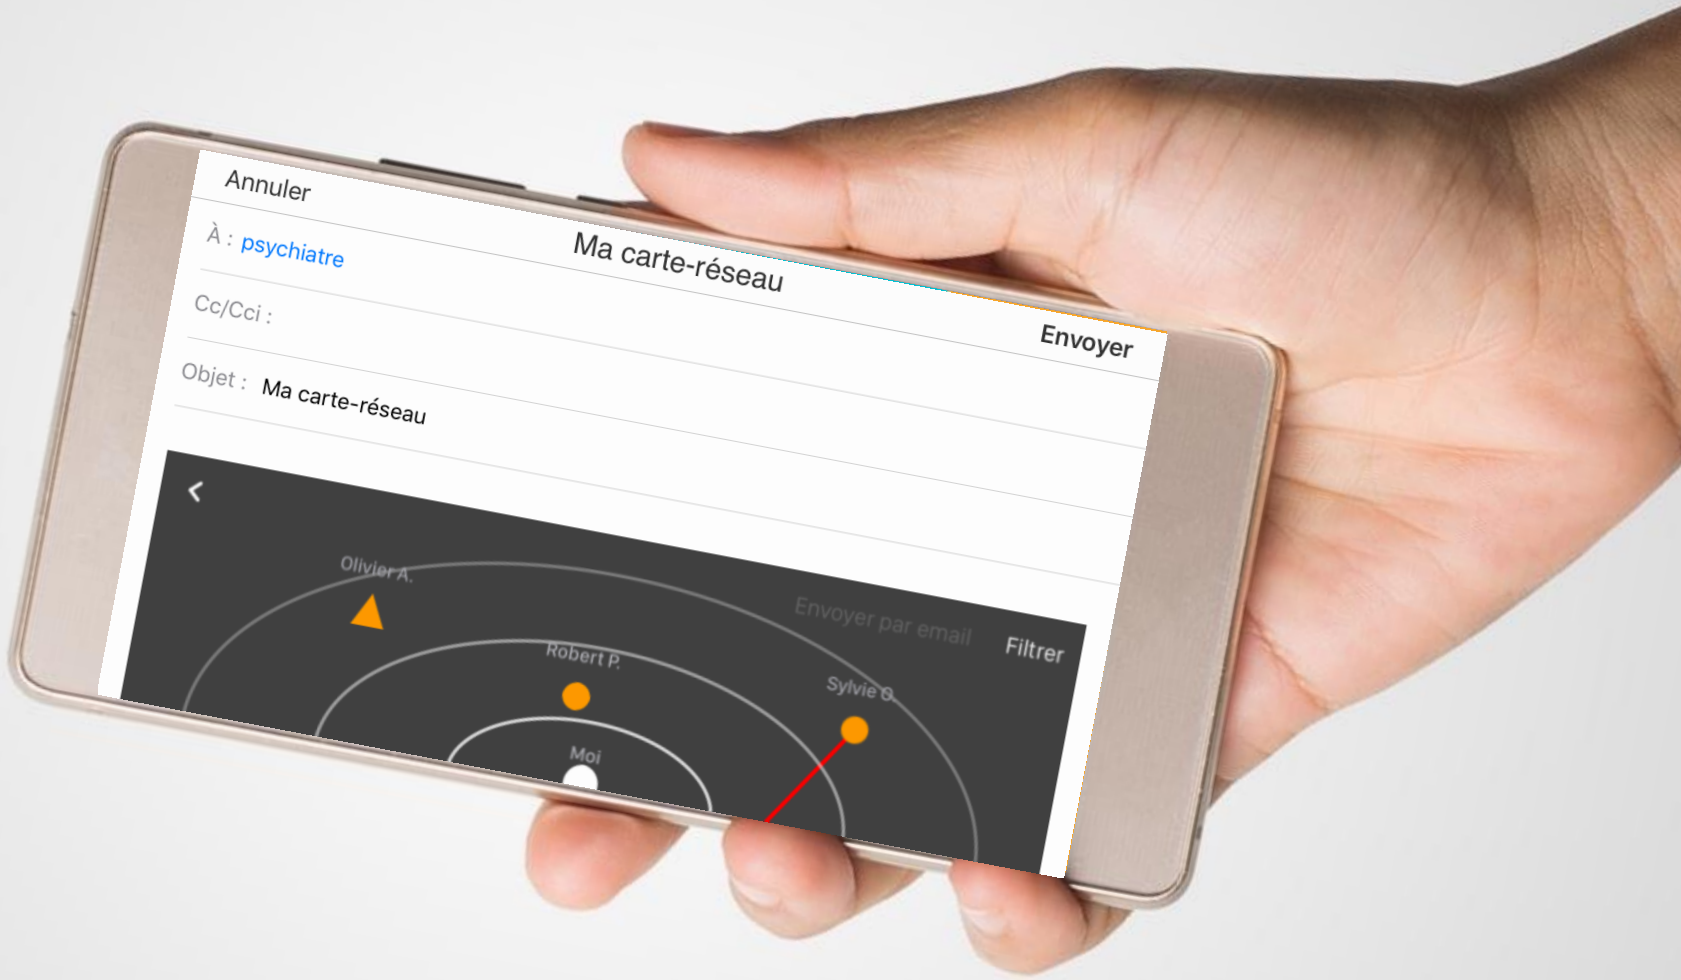 Annuler
Ma carte-réseau
Envoyer
À : psychiatre
Cc/Cci :
Objet : Ma carte-réseau
Envoyer par email
Filtrer
Olivier A.
Robert P.
Sylvie O.
Moi